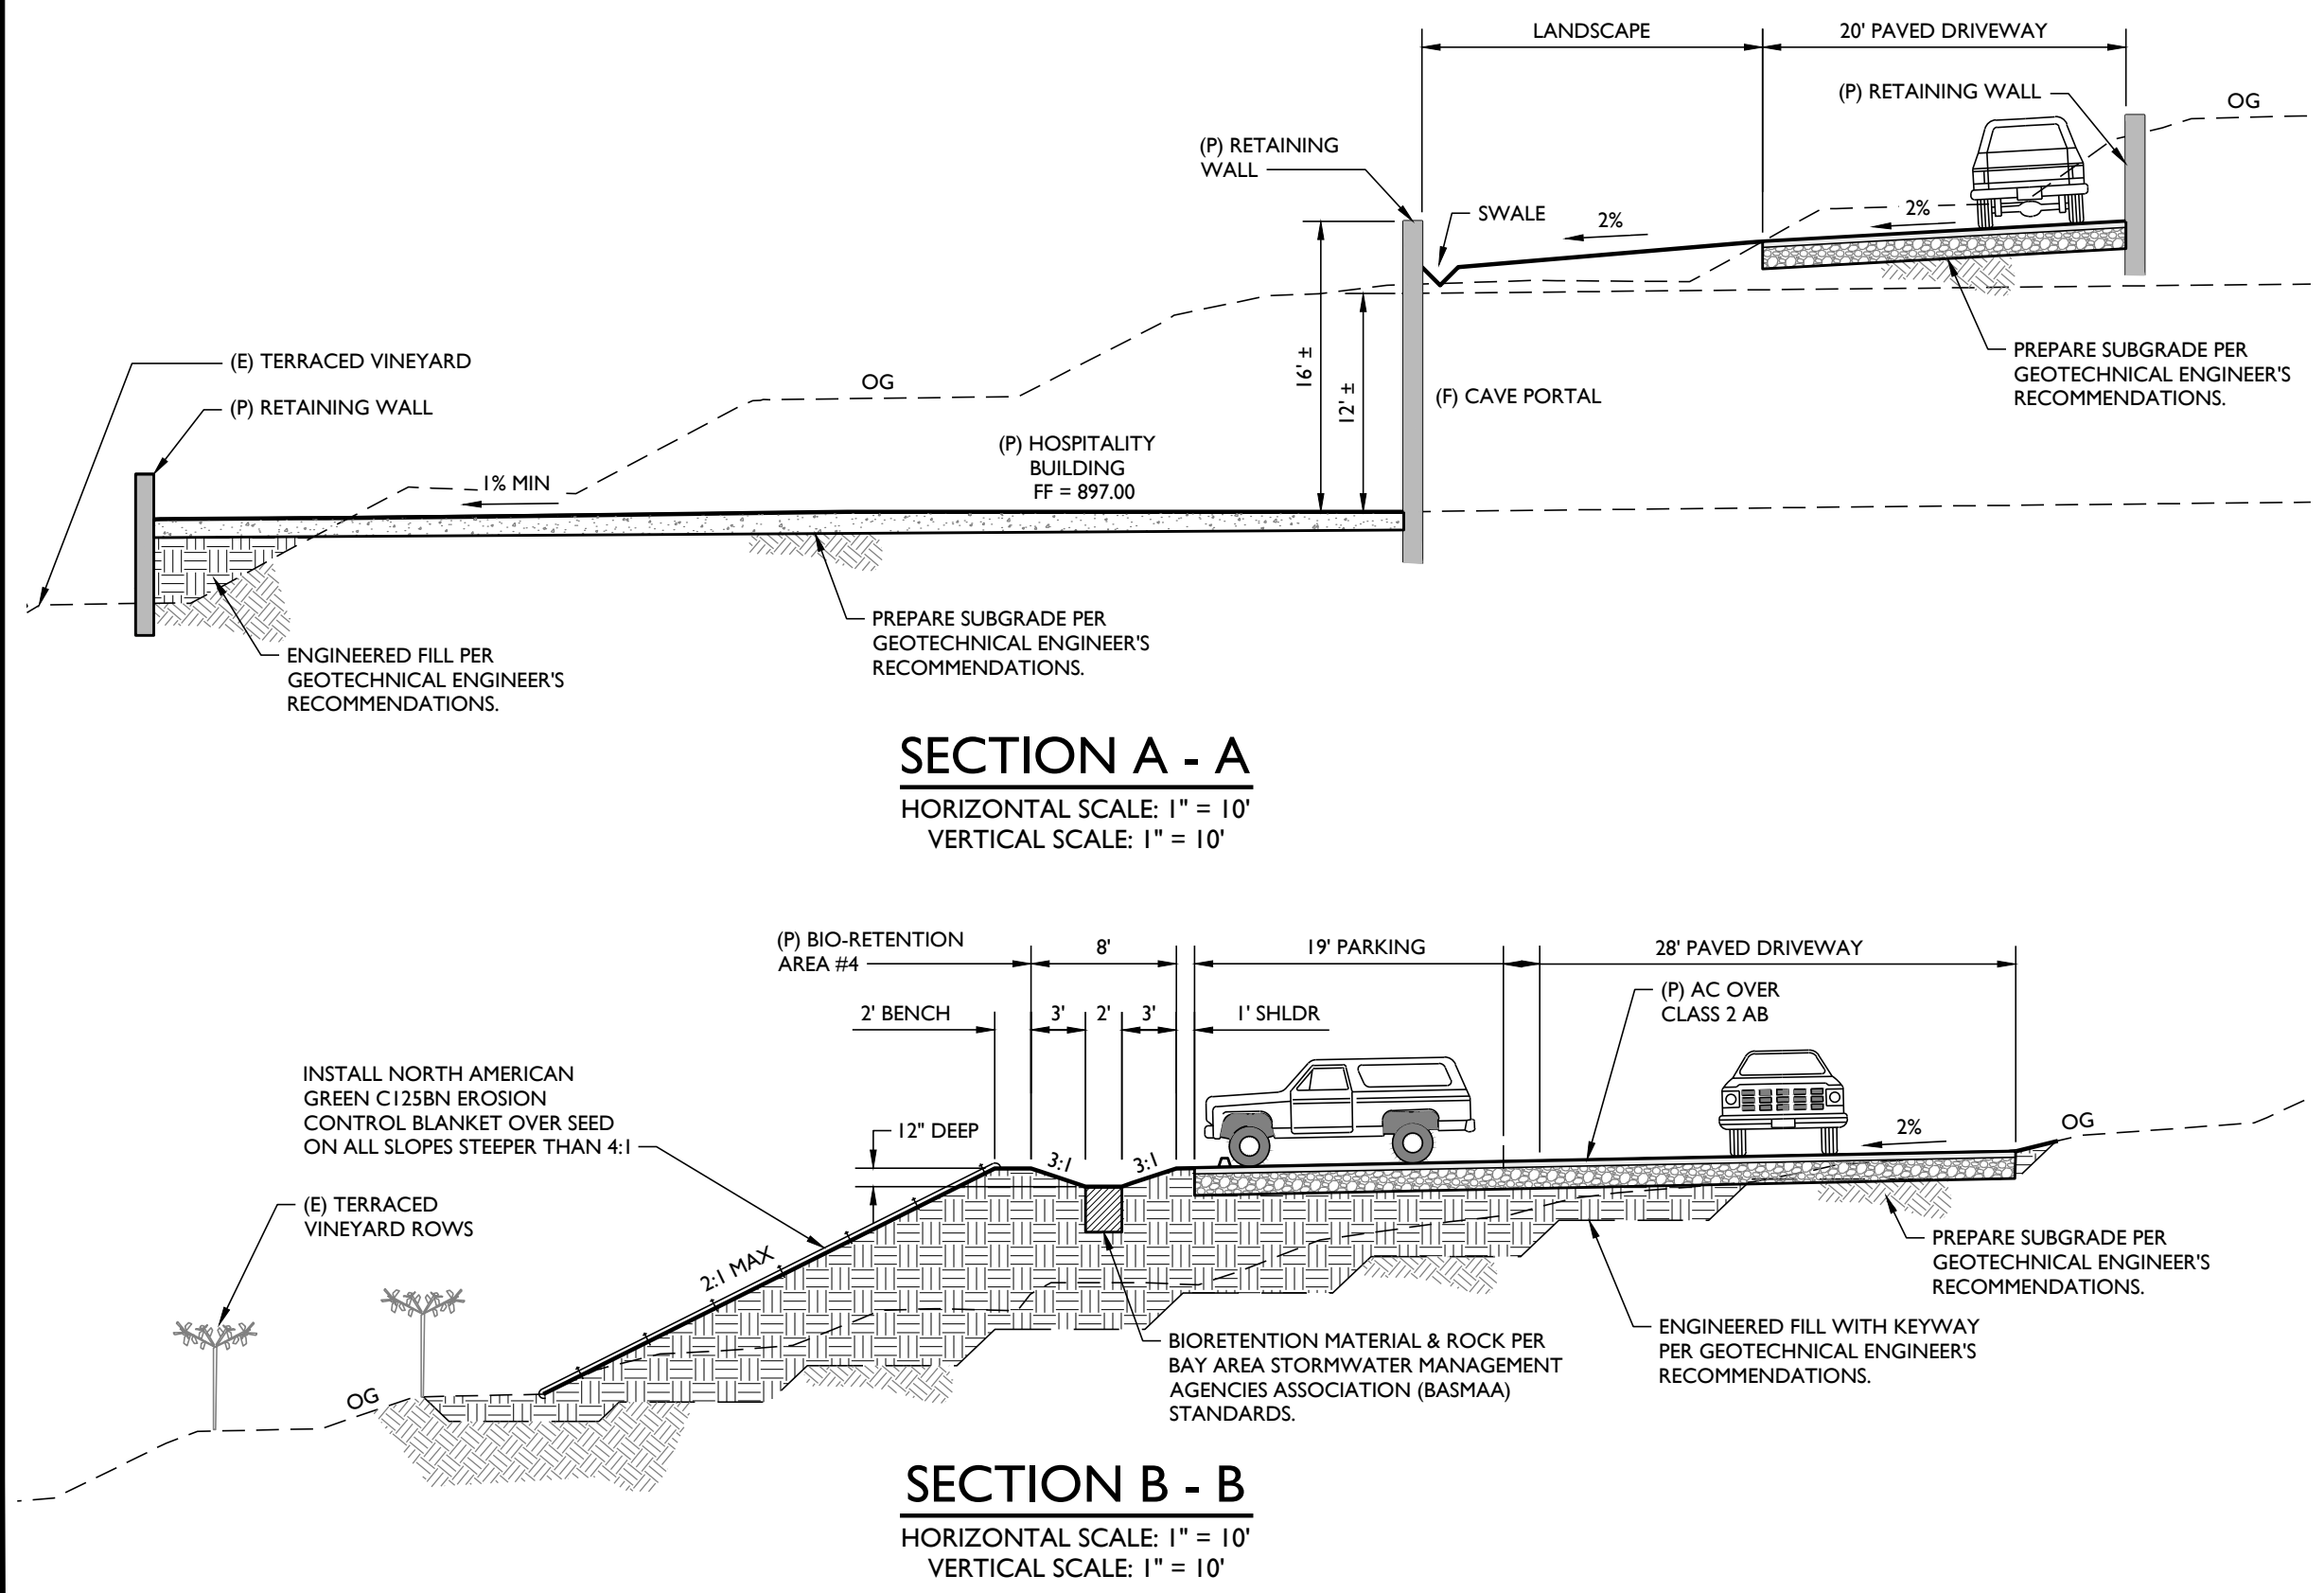 LANDSCAPE
20' PAVED DRIVEWAY
(P) RETAINING WALL
OG
(P) RETAINING
WALL
SWALE
2%
2%
(E) TERRACED VINEYARD
(P) RETAINING WALL
OG
16' ±
12' ±
(F) CAVE PORTAL
PREPARE SUBGRADE PER
GEOTECHNICAL ENGINEER'S
RECOMMENDATIONS.
(P) HOSPITALITY
BUILDING
FF = 897.00
1% MIN
PREPARE SUBGRADE PER
GEOTECHNICAL ENGINEER'S
RECOMMENDATIONS.
ENGINEERED FILL PER
GEOTECHNICAL ENGINEER'S
RECOMMENDATIONS.
SECTION A - A
HORIZONTAL SCALE: 1" = 10'
VERTICAL SCALE: 1" = 10'
(P) BIO-RETENTION
AREA #4
8'
19' PARKING
28' PAVED DRIVEWAY
2' BENCH
3'
2'
3'
1' SHLDR
(P) AC OVER
CLASS 2 AB
INSTALL NORTH AMERICAN
GREEN C125BN EROSION
CONTROL BLANKET OVER SEED
ON ALL SLOPES STEEPER THAN 4:1
12" DEEP
3:1
3:1
2%
OG
(E) TERRACED
VINEYARD ROWS
2:1 MAX
PREPARE SUBGRADE PER
GEOTECHNICAL ENGINEER'S
RECOMMENDATIONS.
BIORETENTION MATERIAL & ROCK PER
BAY AREA STORMWATER MANAGEMENT
AGENCIES ASSOCIATION (BASMAA)
STANDARDS.
ENGINEERED FILL WITH KEYWAY
PER GEOTECHNICAL ENGINEER'S
RECOMMENDATIONS.
OG
SECTION B - B
HORIZONTAL SCALE: 1" = 10'
VERTICAL SCALE: 1" = 10'